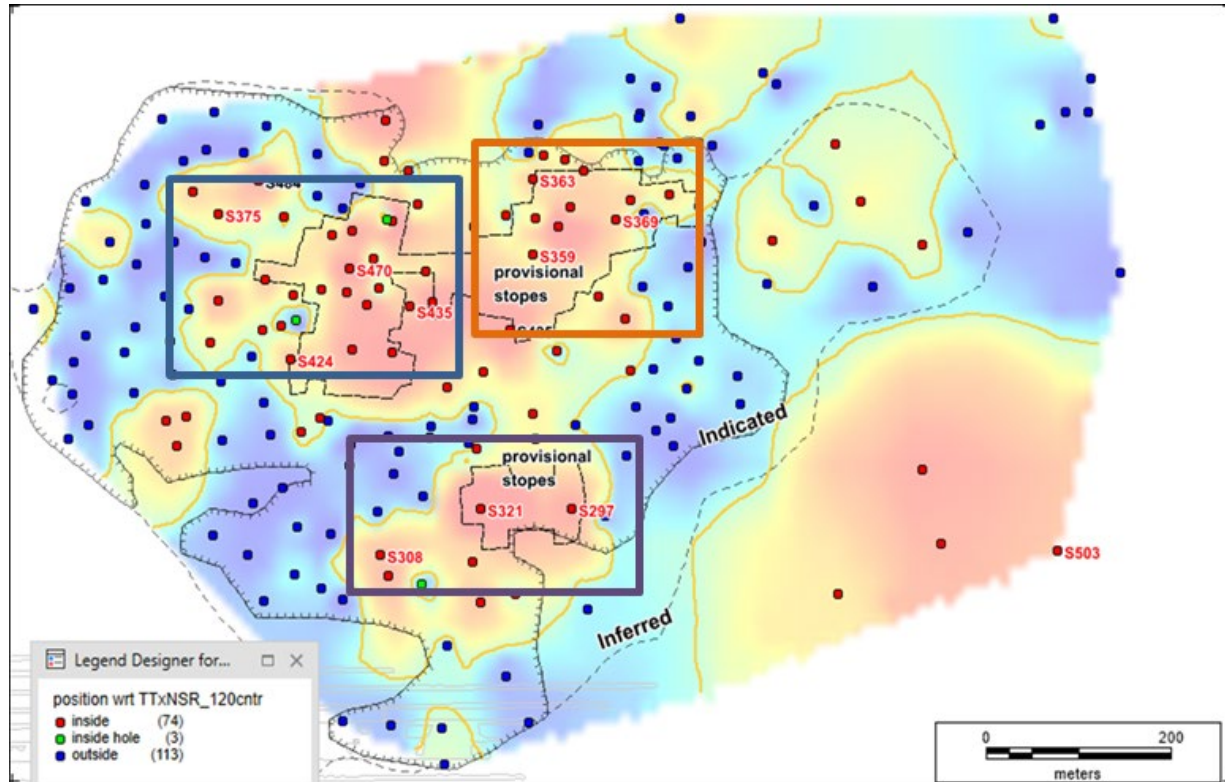 S484
S363
S375
S369
S359
S470
provisional
stopes
S435
S424
Indicated
provisional
stopes
S321
S297
S308
S503
Inferred
Legend Designer for...
position wrt TTxNSR_120cntr
inside (74)
inside hole (3)
outside (113)
0 200
meters